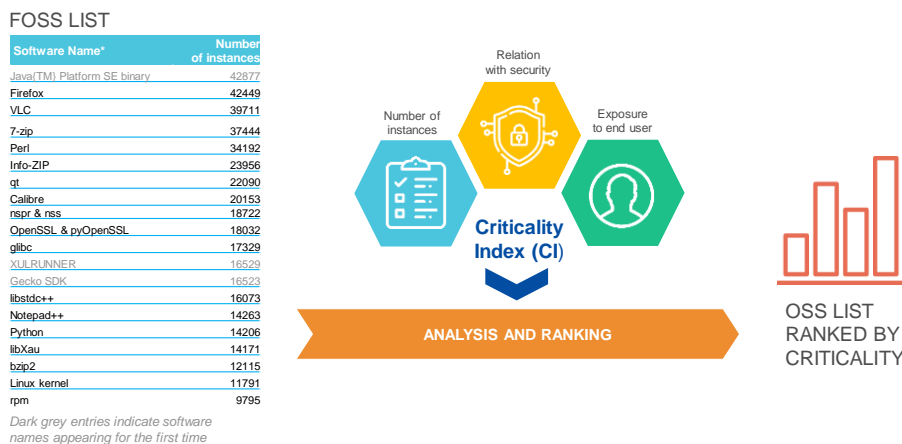 FOSS LIST
Software Name* Number
of instances
Java(TM) Platform SE binary 42877
Firefox 42449
VLC 39711
7-zip 37444
Perl 34192
Info-ZIP 23956
qt 22090
Calibre 20153
nspr & nss 18722
OpenSSL & pyOpenSSL 18032
glibc 17329
XULRUNNER 16529
Gecko SDK 16523
libstdc++ 16073
Notepad++ 14263
Python 14206
libXau 14171
bzip2 12115
Linux kernel 11791
rpm 9795
Dark grey entries indicate software
names appearing for the first time
Relation
with security
Number of
instances
Exposure
to end user
Criticality
Index (CI)
ANALYSIS AND RANKING
OSS LIST
RANKED BY
CRITICALITY